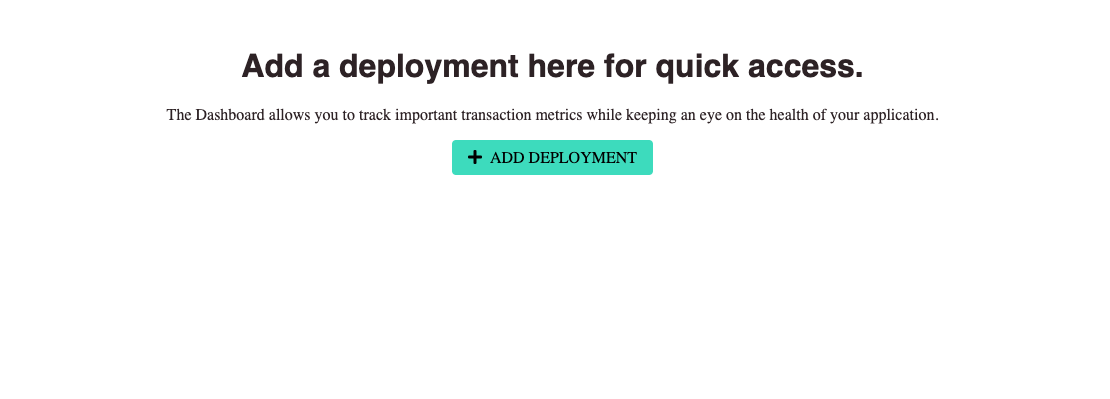 Add a deployment here for quick access.
The Dashboard allows you to track important transaction metrics while keeping an eye on the health of your application.
ADD DEPLOYMENT